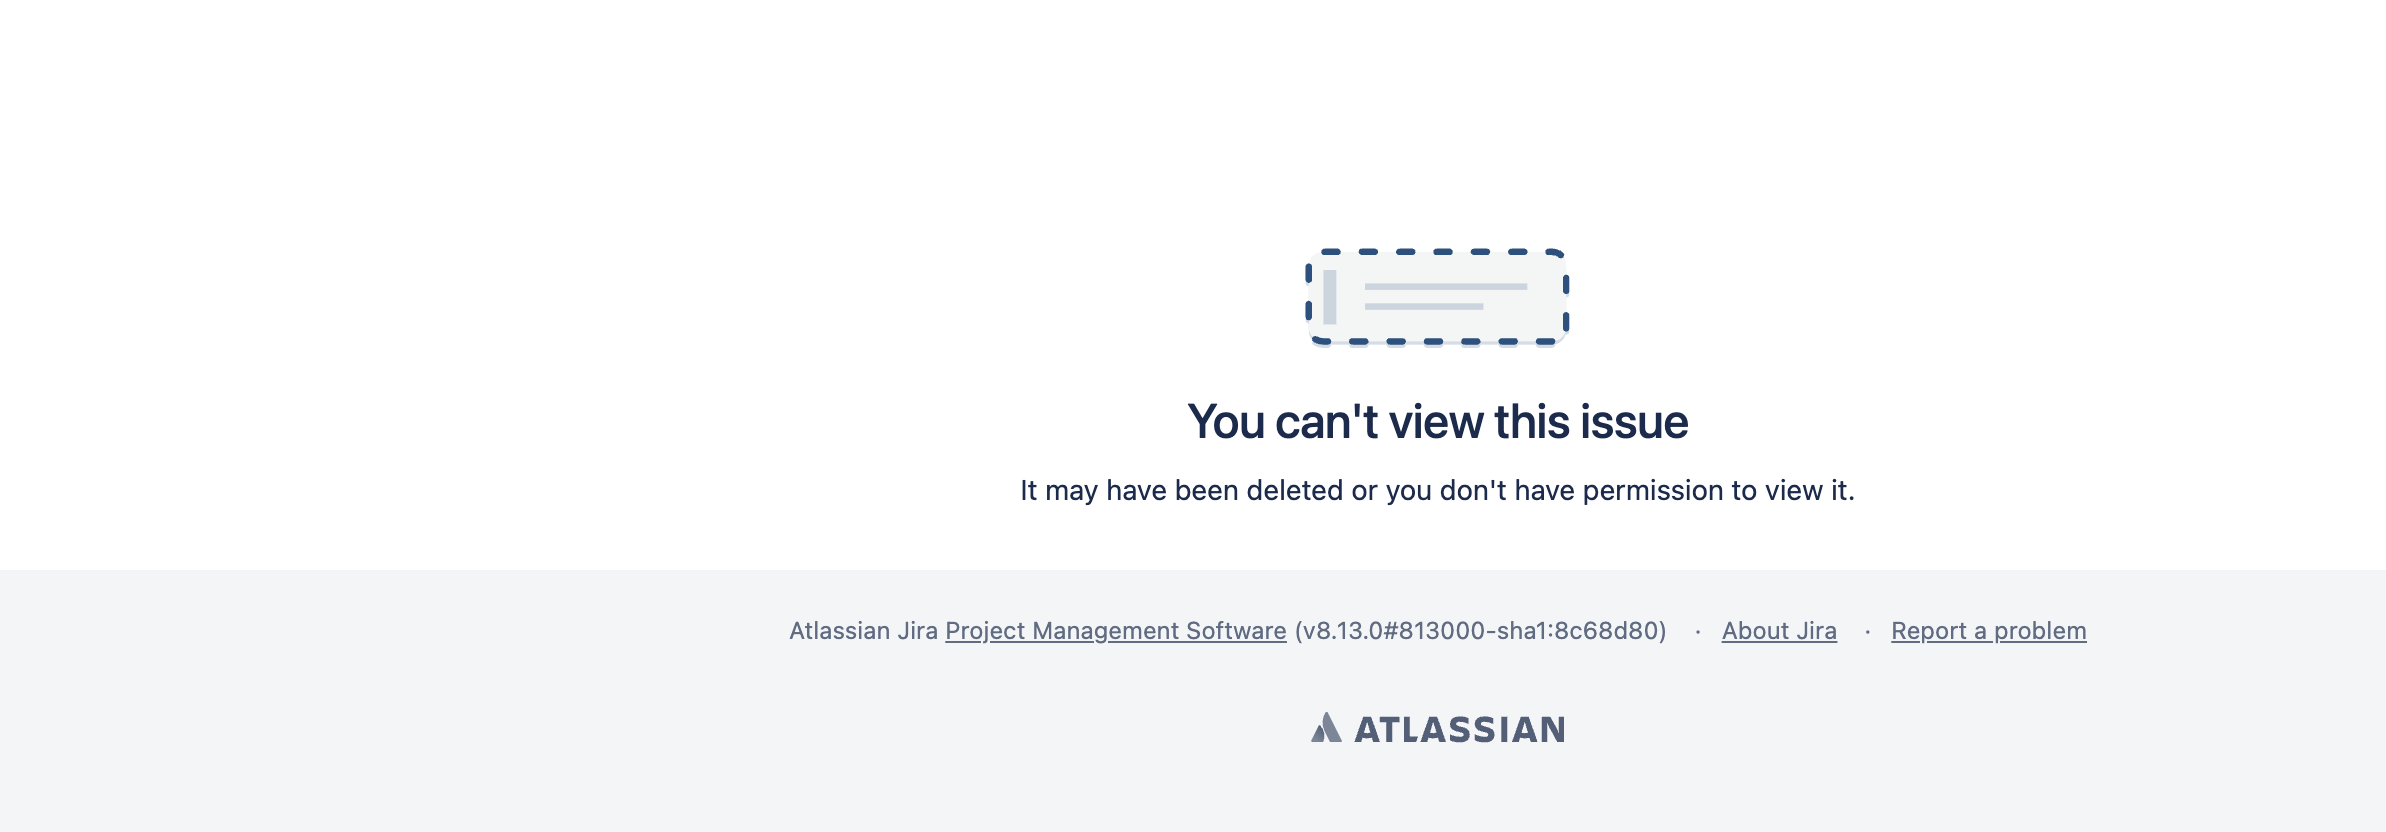 You can't view this issue
It may have been deleted or you don't have permission to view it.
Atlassian Jira Project Management Software (v8.13.0#813000-sha1:8c68d80) · About Jira · Report a problem
ATLASSIAN